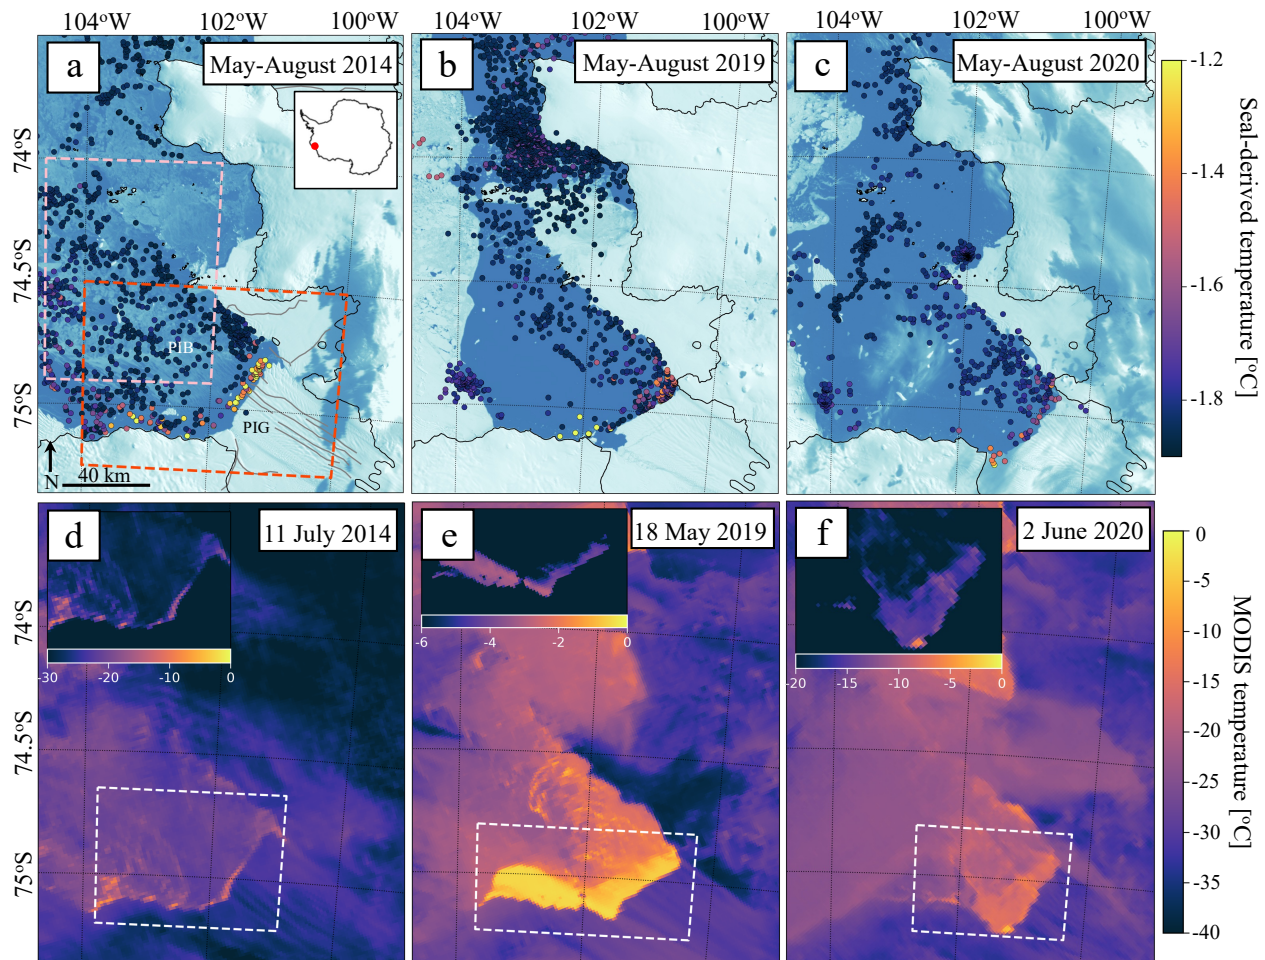 104°W 102°W 100°W 104°W 102°W 100°W 104°W 102°W 100°W
a May-August 2014
b May-August 2019
c May-August 2020
74°S
74.5°S
75°S
PIB
PIG
N 40 km
-1.2
-1.4
-1.6
-1.8
Seal-derived temperature [°C]
d 11 July 2014
-30 -20 -10 0
e 18 May 2019
-6 -4 -2 0
f 2 June 2020
-20 -15 -10 -5 0
74°S
74.5°S
75°S
0
-5
-10
-15
-20
-25
-30
-35
-40
MODIS temperature [°C]